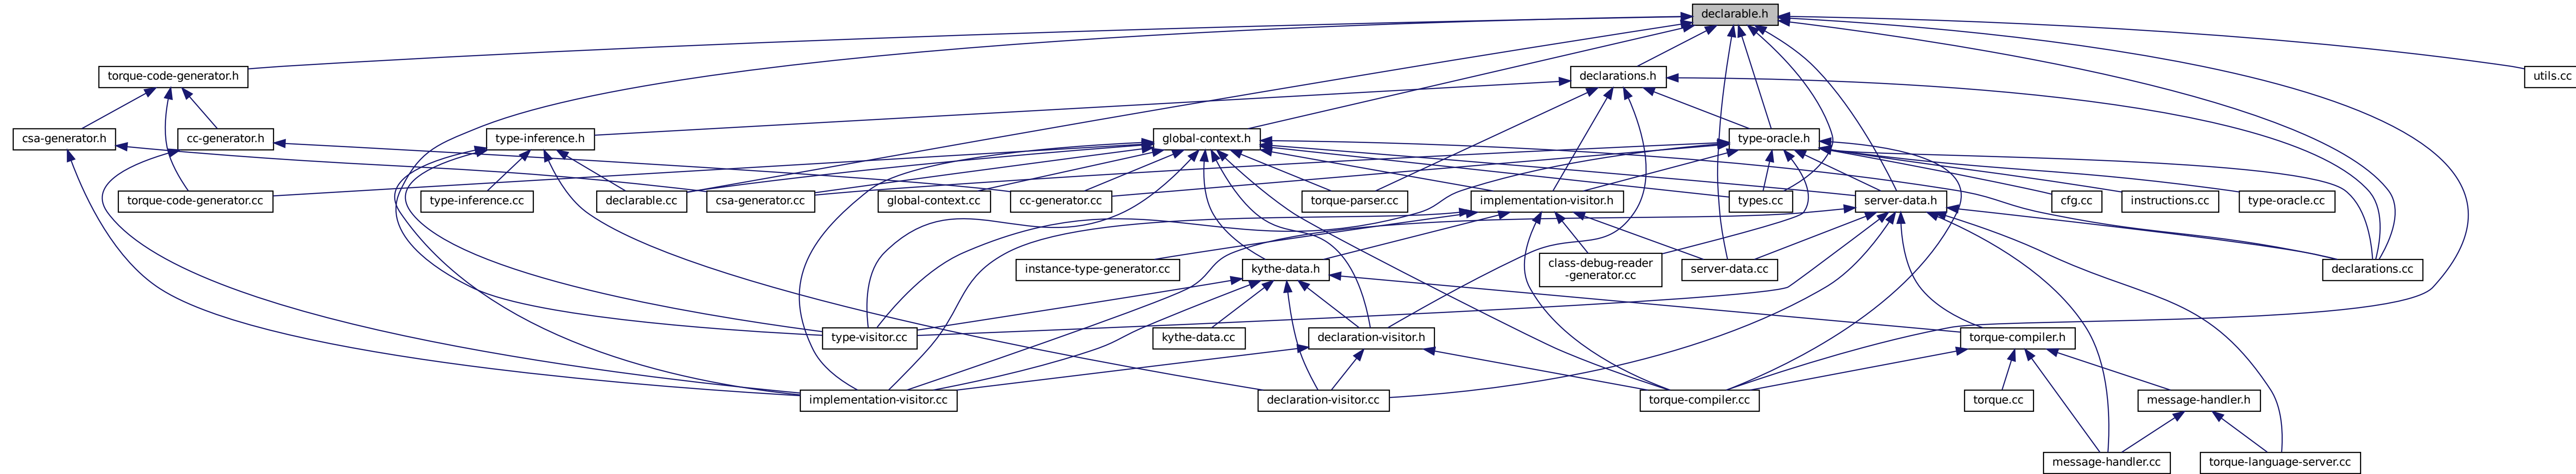 declarable.h
torque-code-generator.h
declarations.h
utils.cc
csa-generator.h
cc-generator.h
type-inference.h
global-context.h
type-oracle.h
torque-code-generator.cc
type-inference.cc
declarable.cc
csa-generator.cc
global-context.cc
cc-generator.cc
torque-parser.cc
implementation-visitor.h
types.cc
server-data.h
cfg.cc
instructions.cc
type-oracle.cc
instance-type-generator.cc
kythe-data.h
class-debug-reader
-generator.cc
server-data.cc
declarations.cc
type-visitor.cc
kythe-data.cc
declaration-visitor.h
torque-compiler.h
implementation-visitor.cc
declaration-visitor.cc
torque-compiler.cc
torque.cc
message-handler.h
message-handler.cc
torque-language-server.cc